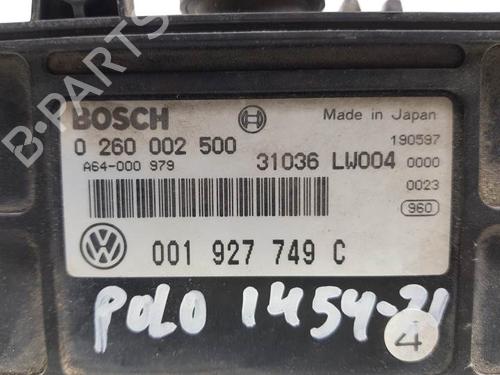 BOSCH Made in Japan
0 260 002 500 190597
A64-000 979 31036 LW004 0000
0023
960
VW 001 927 749 C
POLO 1454-21
4
B-PARTS